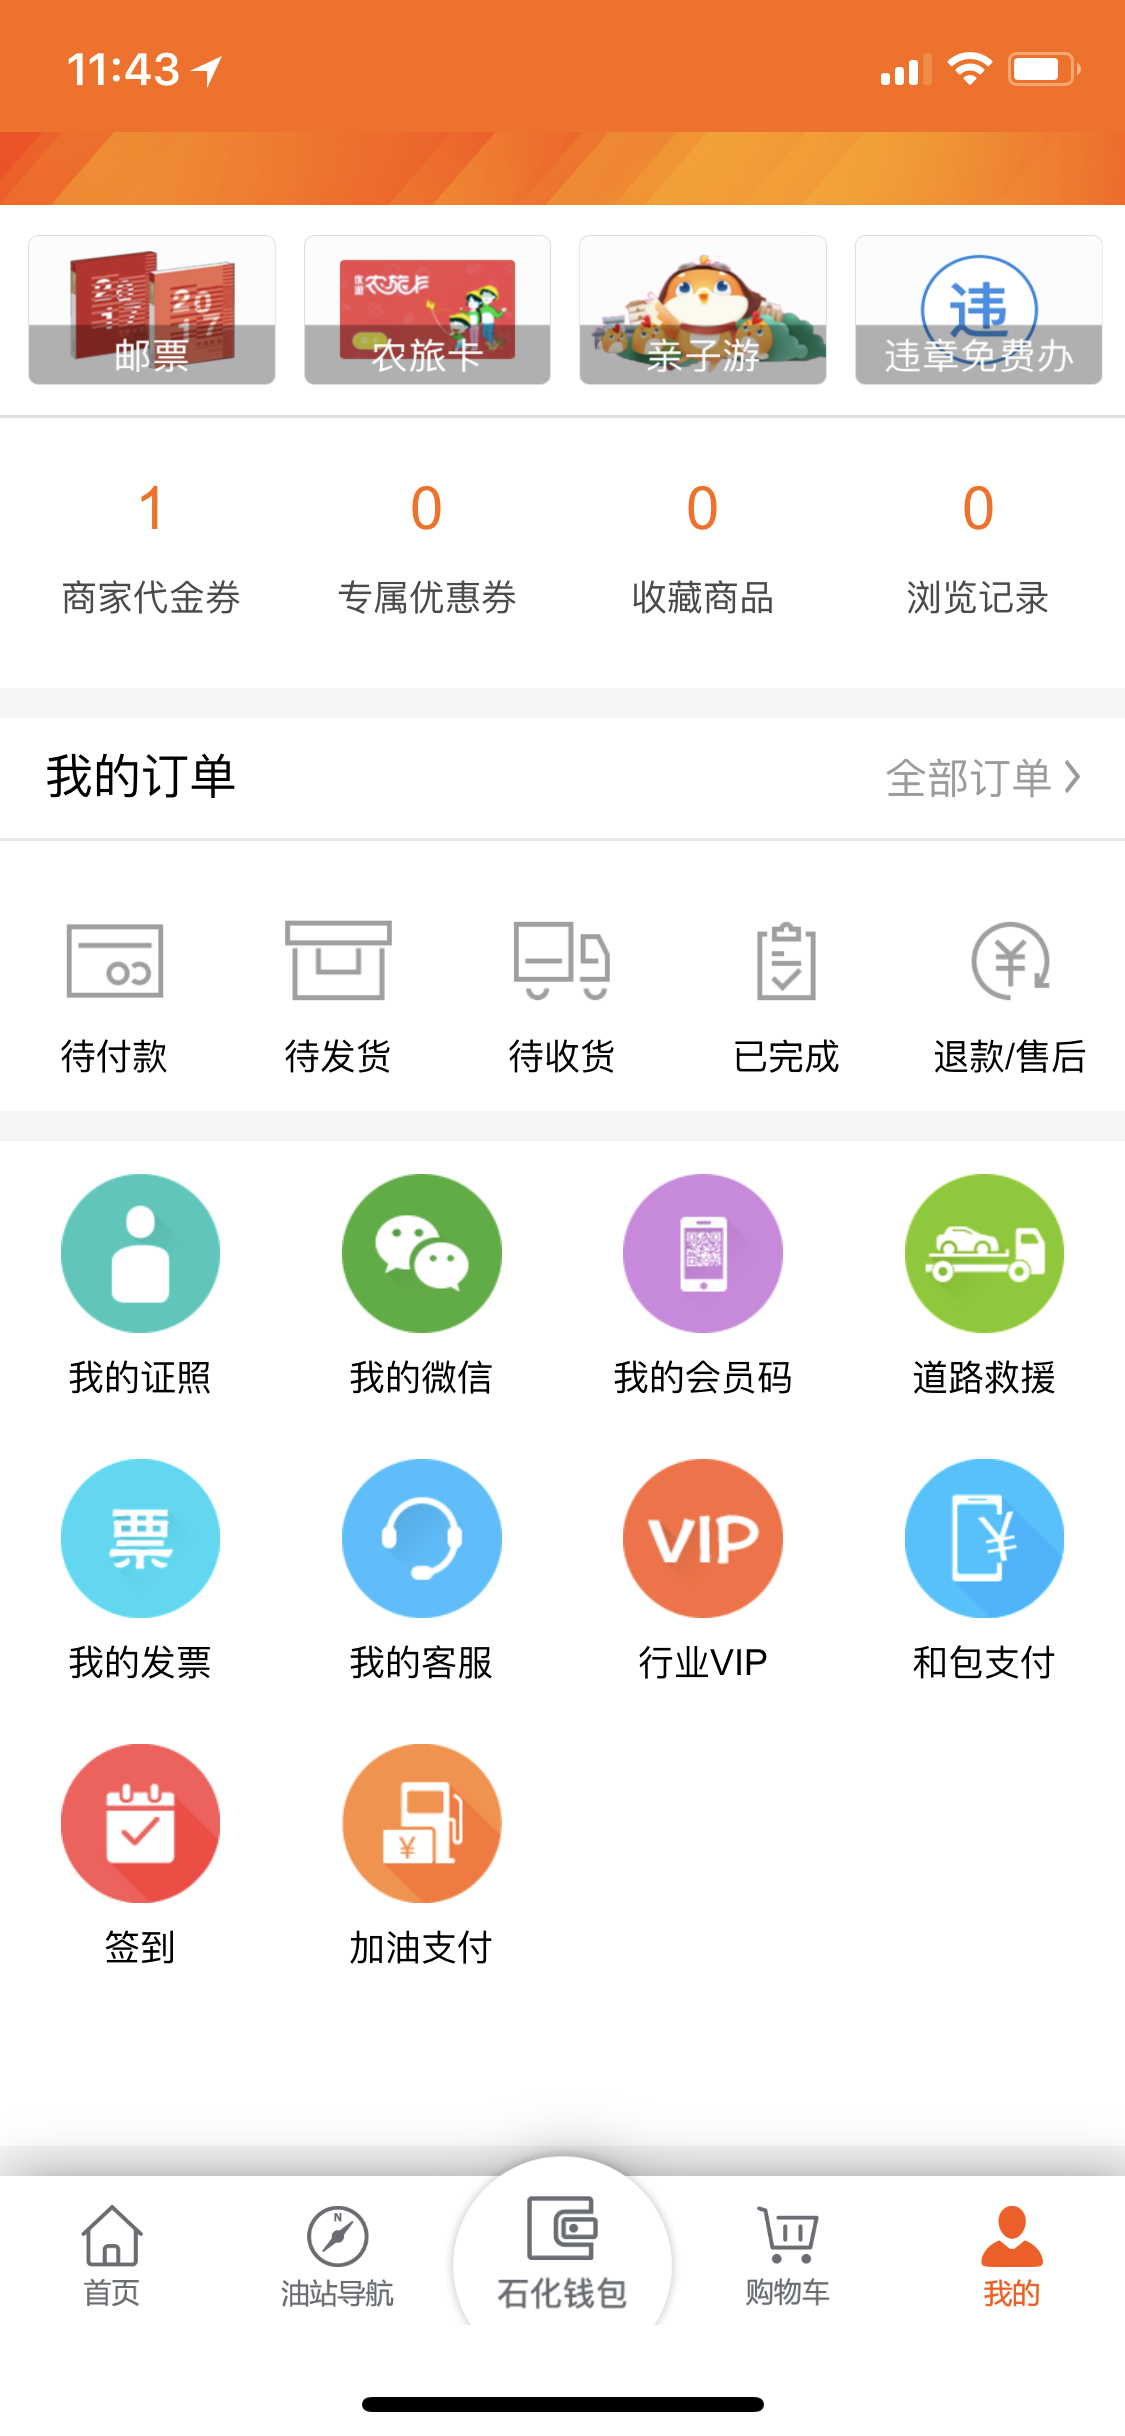 11:43
2017
2017
农旅卡
违
邮票
农旅卡
亲子游
违章免费办
1
0
0
0
商家代金券
专属优惠券
收藏商品
浏览记录
我的订单
全部订单
待付款
待发货
待收货
已完成
¥
退款/售后
我的证照
我的微信
我的会员码
道路救援
票
VIP
¥
我的发票
我的客服
行业VIP
和包支付
¥
签到
加油支付
N
首页
油站导航
石化钱包
购物车
我的